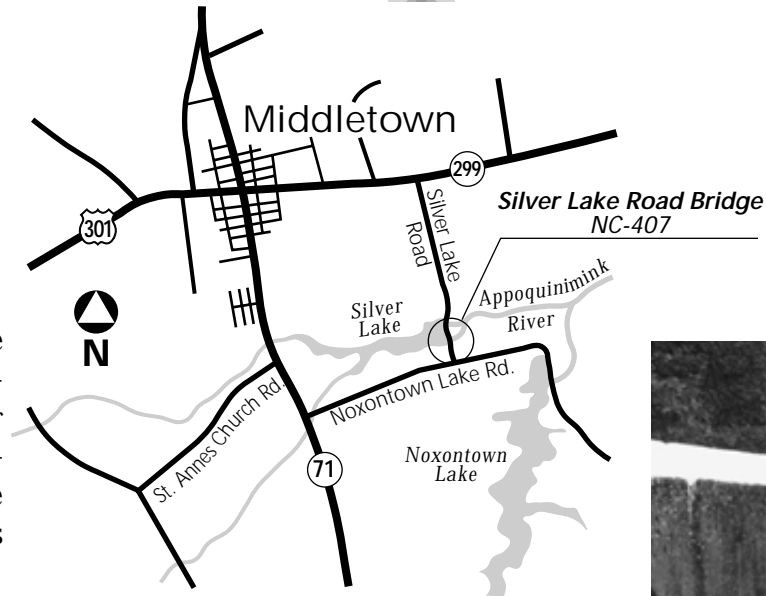 Middletown
299
Silver Lake Road Bridge
NC-407
301
Silver Lake
Road
Appoquinimink
River
Silver
Lake
N
Noxontown Lake Rd.
St. Annes Church Rd.
Noxontown
Lake
71
e
e
s